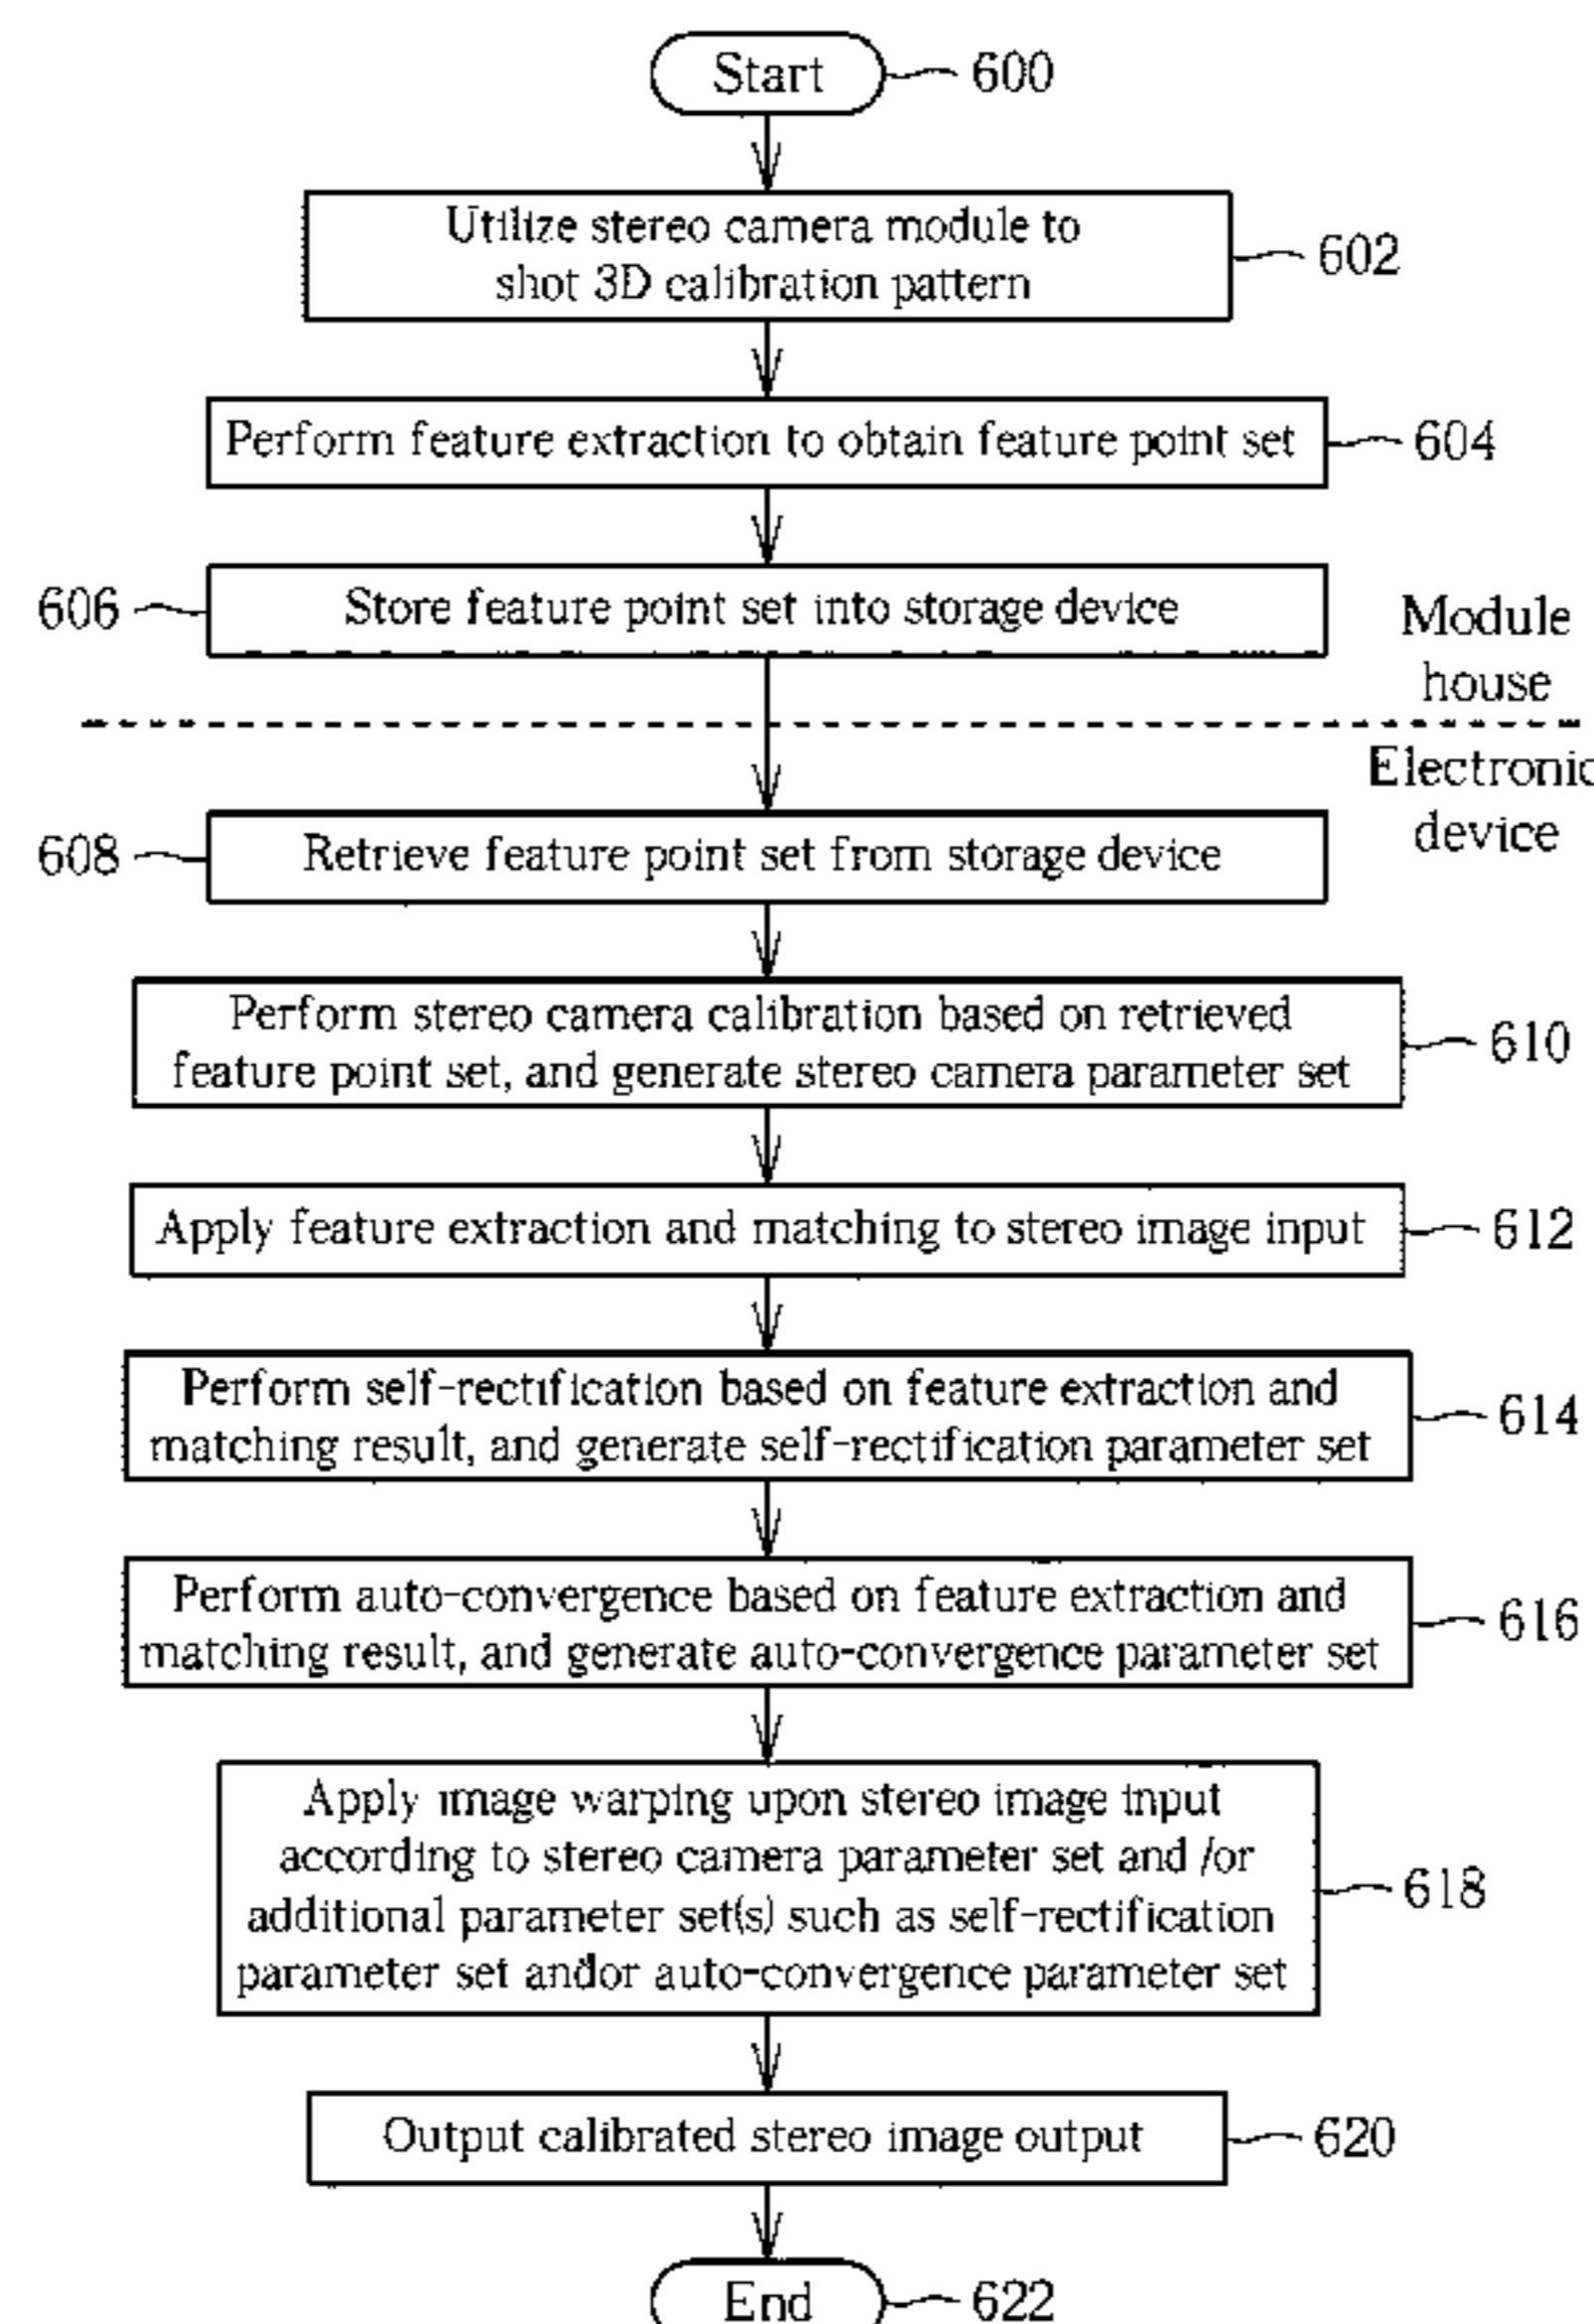 Start
600
Utilize stereo camera module to
shot 3D calibration pattern
602
Perform feature extraction to obtain feature point set
604
606
Store feature point set into storage device
Module
house
Electronic
device
608
Retrieve feature point set from storage device
Perform stereo camera calibration based on retrieved
feature point set, and generate stereo camera parameter set
610
Apply feature extraction and matching to stereo image input
612
Perform self-rectification based on feature extraction and
matching result, and generate self-rectification parameter set
614
Perform auto-convergence based on feature extraction and
matching result, and generate auto-convergence parameter set
616
Apply image warping upon stereo image input
according to stereo camera parameter set and /or
additional parameter set(s) such as self-rectification
parameter set andor auto-convergence parameter set
618
Output calibrated stereo image output
620
End
622